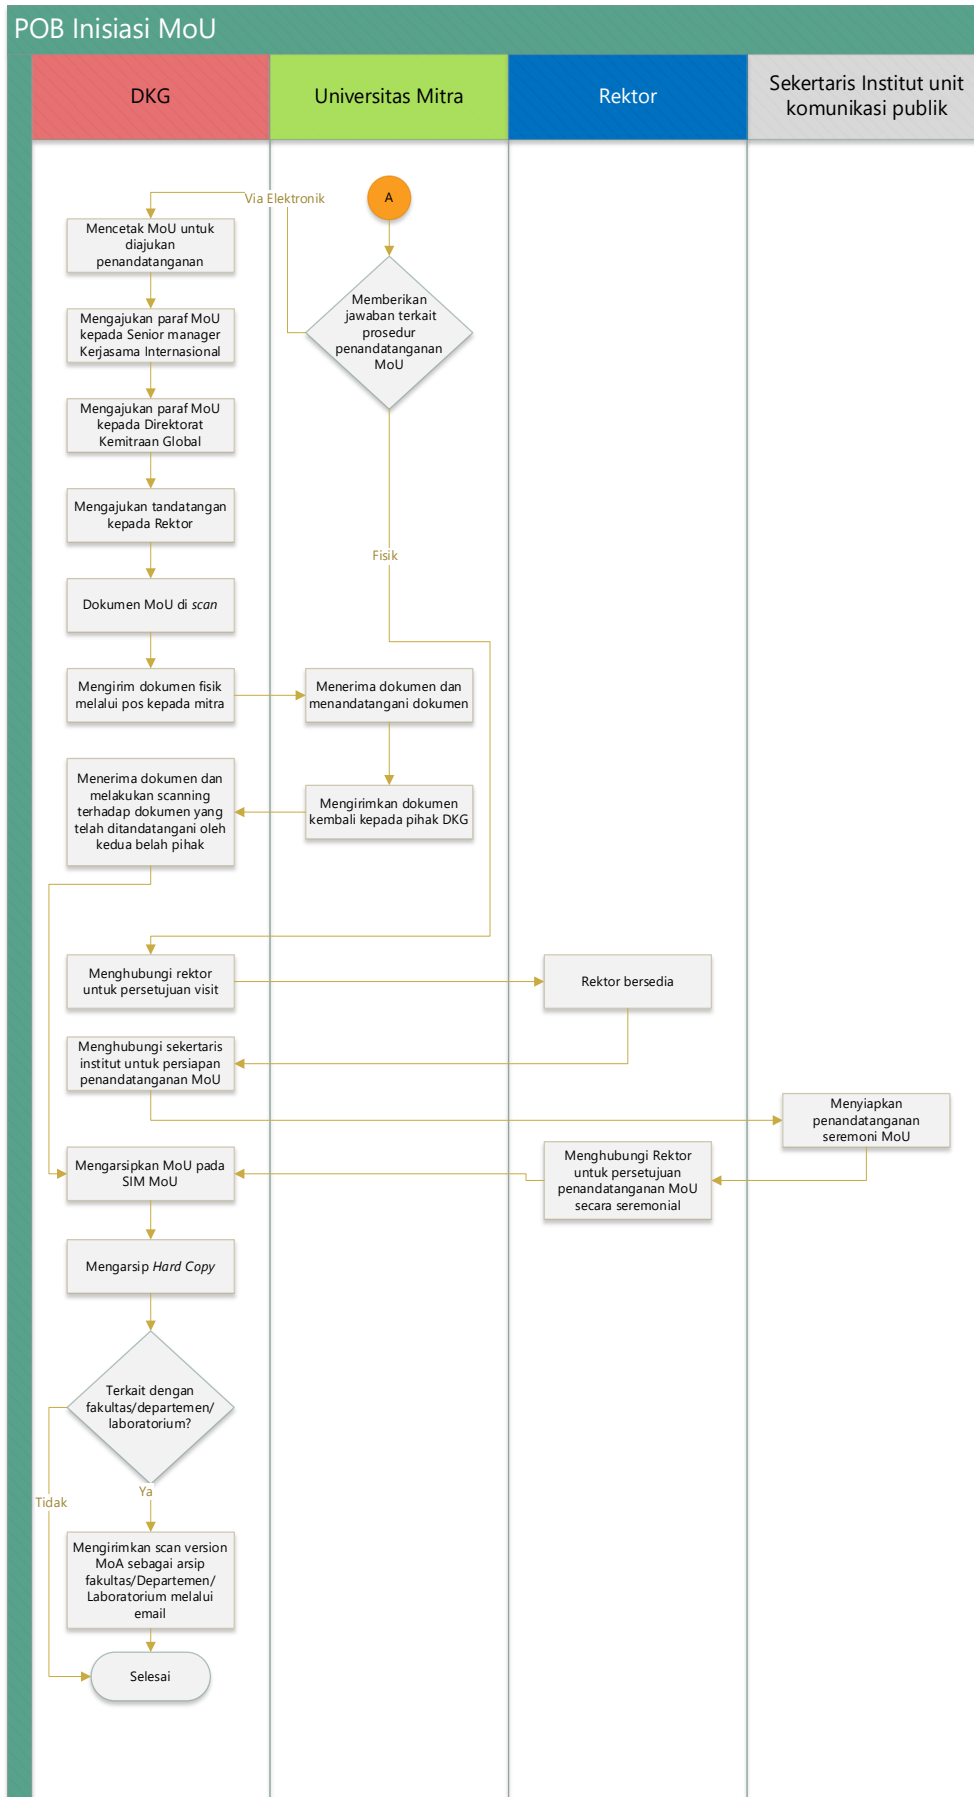 POB Inisiasi MoU
DKG
Universitas Mitra
Rektor
Sekertaris Institut unit
komunikasi publik
Via Elektronik
A
Mencetak MoU untuk
diajukan
penandatanganan
Memberikan
jawaban terkait
prosedur
penandatanganan
MoU
Mengajukan paraf MoU
kepada Senior manager
Kerjasama Internasional
Mengajukan paraf MoU
kepada Direktorat
Kemitraan Global
Mengajukan tandatangan
kepada Rektor
Fisik
Dokumen MoU di scan
Mengirim dokumen fisik
melalui pos kepada mitra
Menerima dokumen dan
menandatangani dokumen
Menerima dokumen dan
melakukan scanning
terhadap dokumen yang
telah ditandatangani oleh
kedua belah pihak
Mengirimkan dokumen
kembali kepada pihak DKG
Menghubungi rektor
untuk persetujuan visit
Rektor bersedia
Menghubungi sekertaris
institut untuk persiapan
penandatanganan MoU
Menyiapkan
penandatanganan
seremoni MoU
Mengarsipkan MoU pada
SIM MoU
Menghubungi Rektor
untuk persetujuan
penandatanganan MoU
secara seremonial
Mengarsip Hard Copy
Terkait dengan
fakultas/departemen/
laboratorium?
Ya
Tidak
Mengirimkan scan version
MoA sebagai arsip
fakultas/Departemen/
Laboratorium melalui
email
Selesai